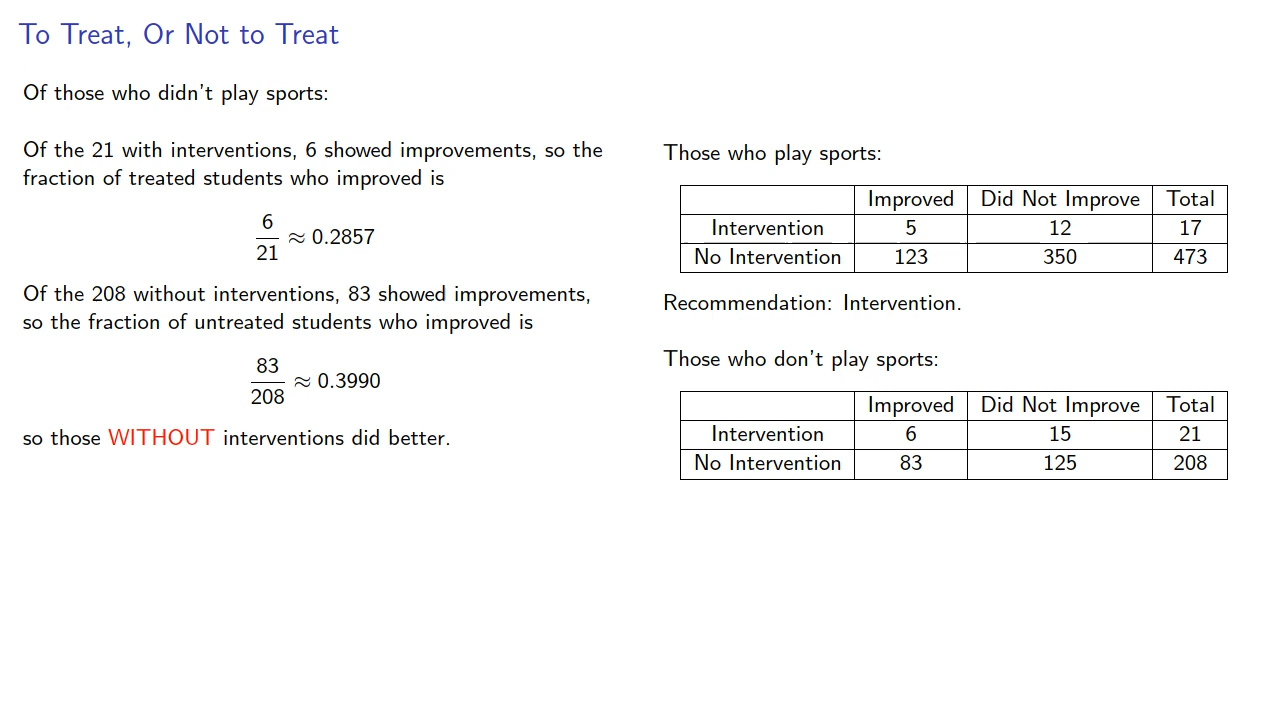 To Treat, Or Not to Treat
Of those who didn't play sports:
Of the 21 with interventions, 6 showed improvements, so the
fraction of treated students who improved is
6
21
≈ 0.2857
Of the 208 without interventions, 83 showed improvements,
so the fraction of untreated students who improved is
83
208
≈ 0.3990
so those WITHOUT interventions did better.
Those who play sports:
Improved Did Not Improve Total
Intervention 5 12 17
No Intervention 123 350 473
Recommendation: Intervention.
Those who don't play sports:
Improved Did Not Improve Total
Intervention 6 15 21
No Intervention 83 125 208